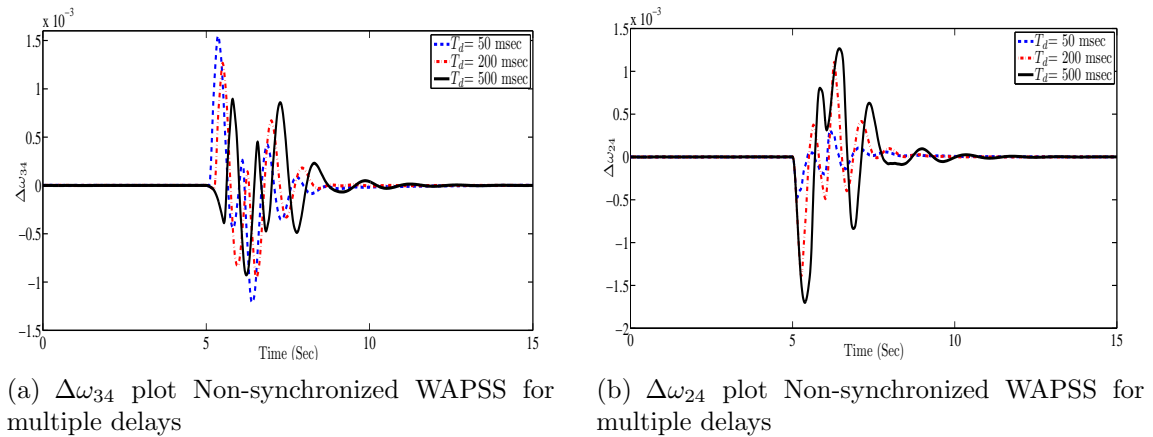 x 10⁻³
1.5
1
0.5
0
−0.5
−1
−1.5
Δω₃₄
0 5 10 15
Time (Sec)
T_d= 50 msec
T_d= 200 msec
T_d= 500 msec
x 10⁻³
1.5
1
0.5
0
−0.5
−1
−1.5
−2
Δω₂₄
0 5 10 15
Time (Sec)
T_d= 50 msec
T_d= 200 msec
T_d= 500 msec
(a) Δω₃₄ plot Non-synchronized WAPSS for
multiple delays
(b) Δω₂₄ plot Non-synchronized WAPSS for
multiple delays